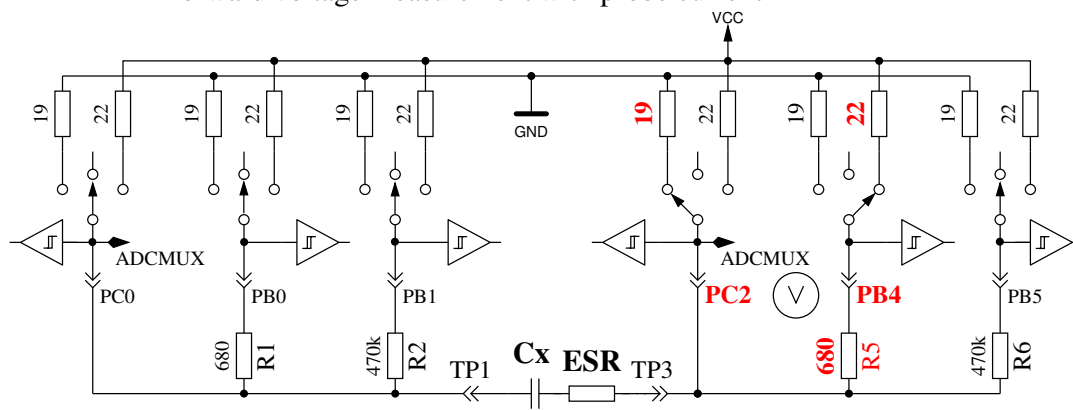 VCC
19 22 19 22 19 22 19 22 19 22 19 22
GND
ADCMUX ADCMUX
PC0 PB0 PB1 PC2 V PB4 PB5
680 R1 470k R2 680 R5 470k R6
TP1 Cx ESR TP3